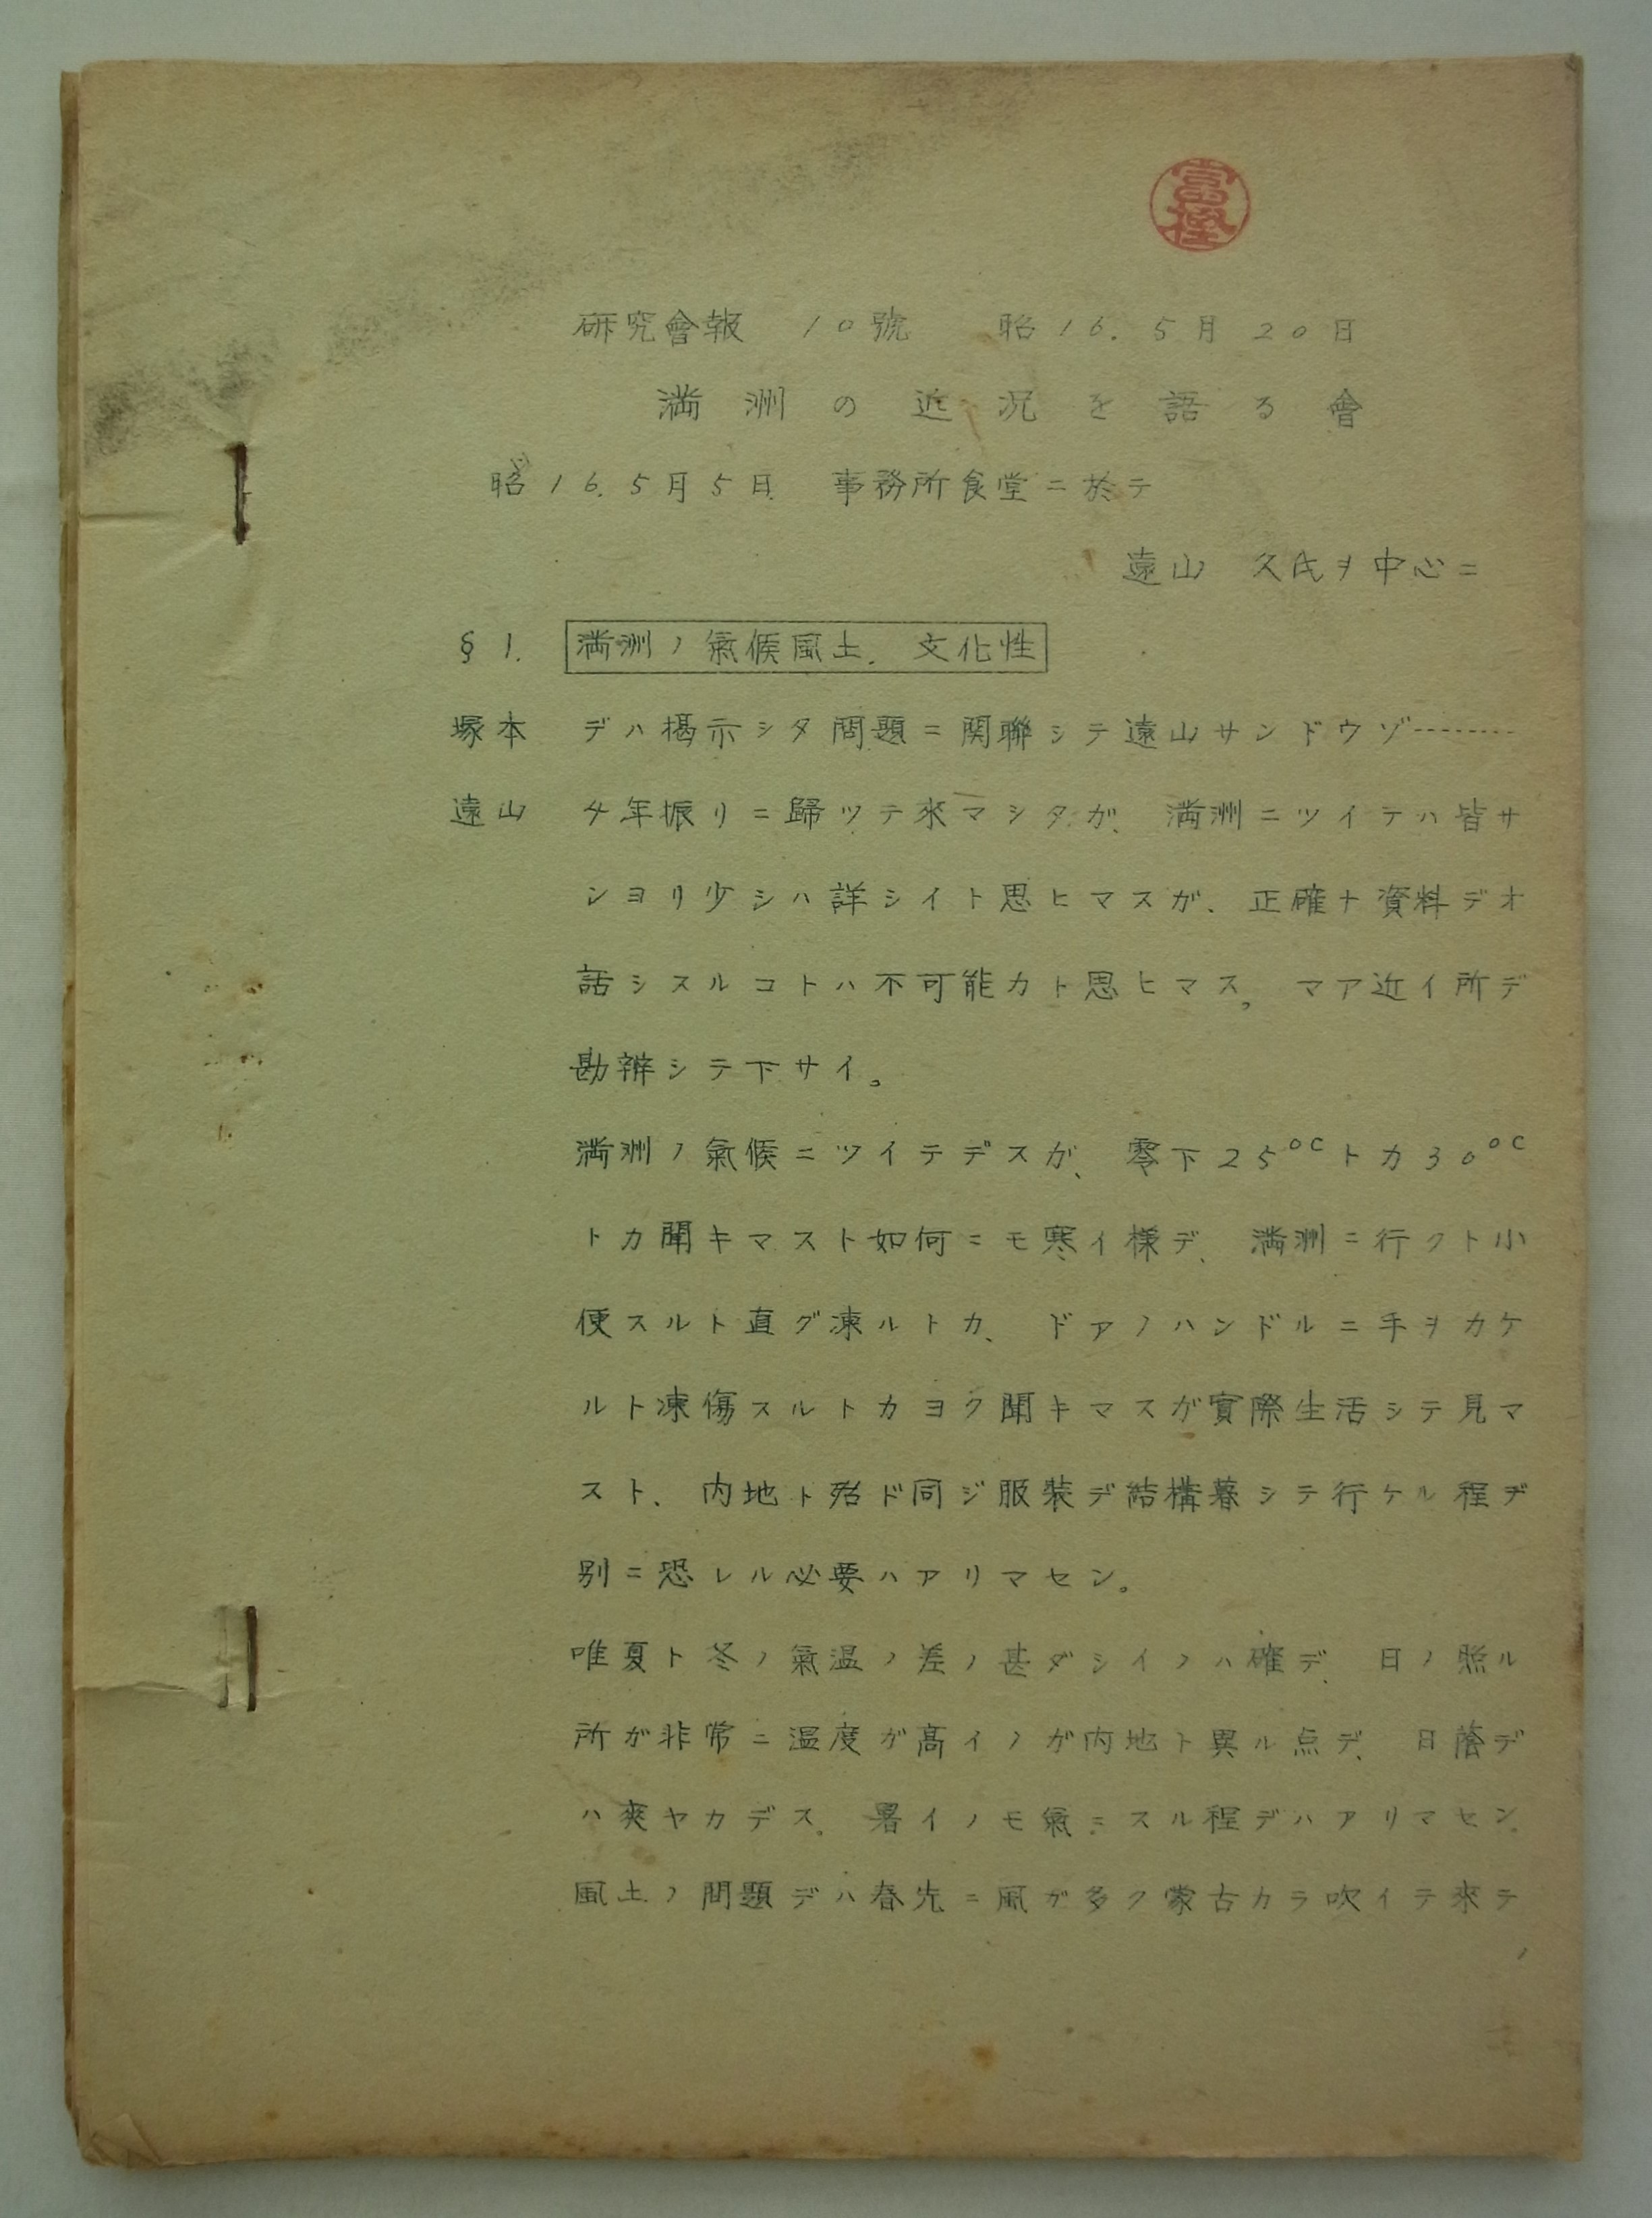 富樫
研究會報 10號 昭16.5月20日
満洲の近況を語る會
昭16.5月5日 事務所食堂ニ於テ
遠山 久氏ヲ中心ニ
§1. 満洲ノ氣候風土、文化性
塚本 デハ掲示シタ問題ニ関聯シテ遠山サンドウゾ--------
遠山 4年振リニ歸ツテ來マシタガ、満洲ニツイテハ皆サ
ンヨリ少シハ詳シイト思ヒマスガ、正確ナ資料デオ
話シスルコトハ不可能カト思ヒマス。マア近イ所デ
勘辨シテ下サイ。
満洲ノ氣候ニツイテデスガ、零下25°Cトカ30°C
トカ聞キマスト如何ニモ寒イ様デ、満洲ニ行クト小
便スルト直グ凍ルトカ、ドアノハンドルニ手ヲカケ
ルト凍傷スルトカヨク聞キマスガ實際生活シテ見マ
スト、内地ト殆ド同ジ服装デ結構暮シテ行ケル程デ
別ニ恐レル必要ハアリマセン。
唯夏ト冬ノ氣温ノ差ノ甚ダシイノハ確デ、日ノ照ル
所ガ非常ニ温度ガ高イノガ内地ト異ル点デ、日蔭デ
ハ爽ヤカデス。暑イノモ氣ニスル程デハアリマセン。
風土ノ問題デハ春先ニ風ガ多ク蒙古カラ吹イテ來テ